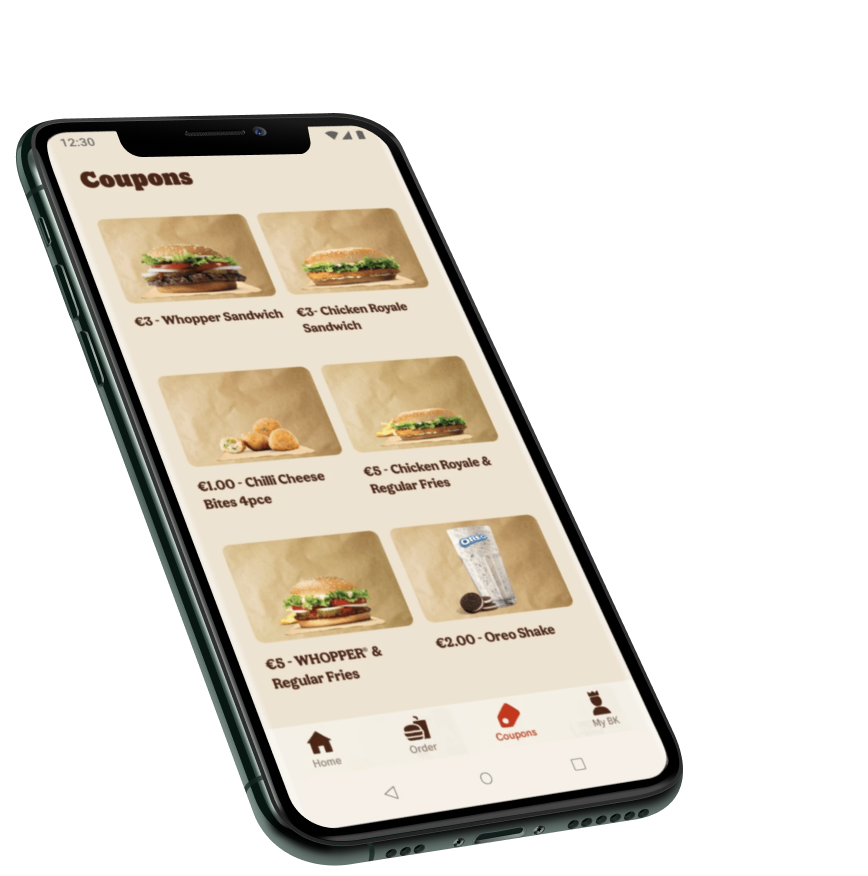 12:30
Coupons
€3 - Whopper Sandwich
€3- Chicken Royale
Sandwich
€1.00 - Chilli Cheese
Bites 4pce
€5 - Chicken Royale &
Regular Fries
€5 - WHOPPER® &
Regular Fries
€2.00 - Oreo Shake
Home
Order
Coupons
My BK